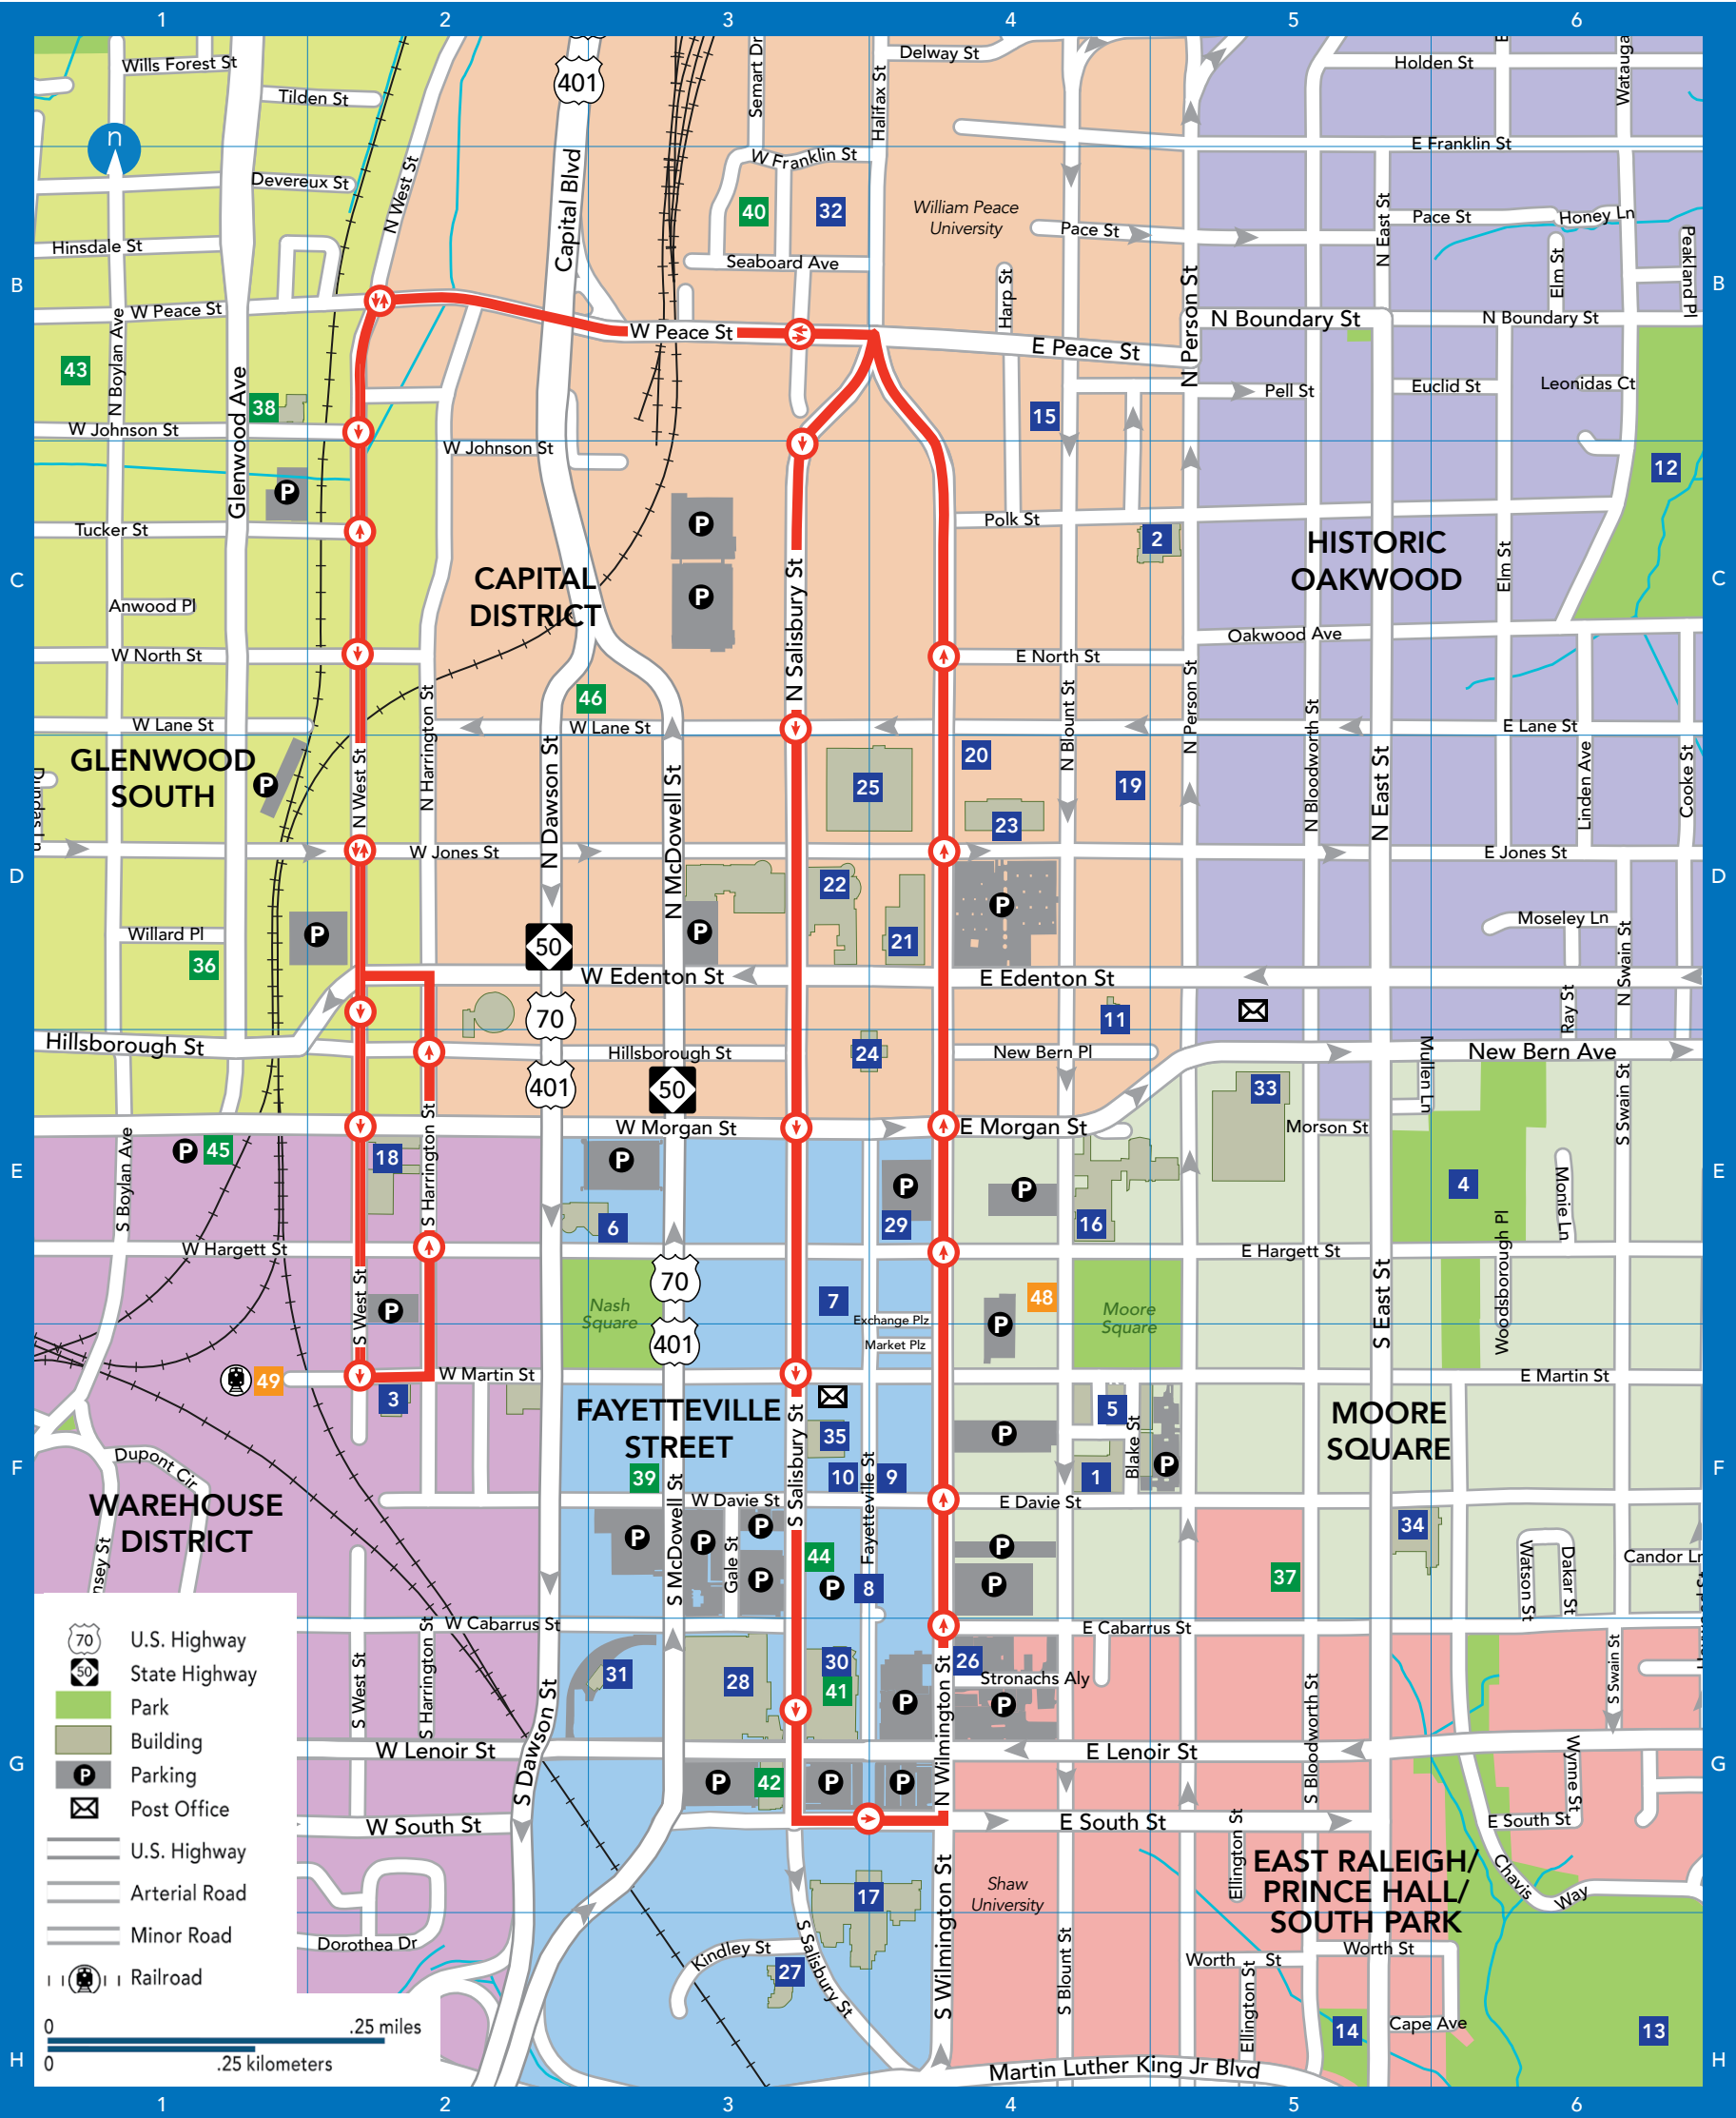 1 2 3 4 5 6
Wills Forest St
Tilden St
401
Semart Dr
Halifax St
Delway St
Holden St
Watauga
n
Devereux St
N West St
Capital Blvd
W Franklin St
E Franklin St
40
32
William Peace
University
Pace St
N East St
Pace St
Honey Ln
Hinsdale St
Seaboard Ave
Harp St
N Person St
Elm St
Peakland Pl
B
B
W Peace St
N Boylan Ave
W Peace St
E Peace St
N Boundary St
N Boundary St
43
38
Glenwood Ave
Pell St
Euclid St
Leonidas Ct
15
W Johnson St
W Johnson St
12
P
P
Tucker St
Polk St
2
HISTORIC
OAKWOOD
Elm St
C
C
CAPITAL
DISTRICT
P
N Salisbury St
Anwood Pl
W North St
E North St
Oakwood Ave
46
N Harrington St
N Blount St
N Person St
N Bloodworth St
W Lane St
W Lane St
E Lane St
GLENWOOD
SOUTH
P
N West St
N Dawson St
N McDowell St
25
20
19
23
N East St
Linden Ave
Cooke St
Dundas Ln
W Jones St
E Jones St
D
D
22
P
21
P
P
Willard Pl
36
50
Moseley Ln
N Swain St
W Edenton St
E Edenton St
70
11
Ray St
Hillsborough St
Hillsborough St
24
New Bern Pl
New Bern Ave
401
50
33
Mullen Ln
S Swain St
W Morgan St
E Morgan St
Morson St
S Boylan Ave
P
45
18
S Harrington St
P
P
P
E
E
4
6
29
16
Monie Ln
W Hargett St
E Hargett St
Woodsborough Pl
S West St
P
Nash
Square
70
7
48
Moore
Square
S East St
Exchange Plz
P
401
Market Plz
49
W Martin St
E Martin St
3
FAYETTEVILLE
STREET
S Salisbury St
35
5
Blake St
MOORE
SQUARE
P
F
F
Dupont Cir
39
10
9
Fayetteville St
1
P
WAREHOUSE
DISTRICT
W Davie St
E Davie St
S McDowell St
P
P
P
Gale St
P
44
P
8
P
P
34
37
Watson St
Dakar St
Candor Ln
nsey St
W Cabarrus St
E Cabarrus St
70
U.S. Highway
50
State Highway
Park
Building
P
Parking
Post Office
U.S. Highway
Arterial Road
Minor Road
Railroad
S West St
S Harrington St
S Dawson St
31
28
30
41
26
Stronachs Aly
P
P
N Wilmington St
S Bloodworth St
S Swain St
W Lenoir St
E Lenoir St
G
G
P
42
P
P
Wynne St
W South St
E South St
E South St
Ellington St
EAST RALEIGH/
PRINCE HALL/
SOUTH PARK
Chavis
Way
17
Shaw
University
S Wilmington St
Dorothea Dr
Kindley St
S Salisbury St
27
S Blount St
Worth St
Worth St
Ellington St
14
Cape Ave
13
0 .25 miles
0 .25 kilometers
H
H
Martin Luther King Jr Blvd
1 2 3 4 5 6